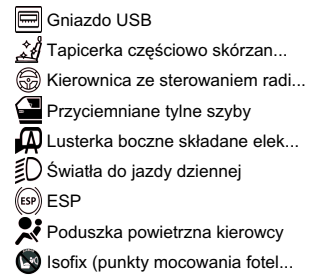 Gniazdo USB
Tapicerka częściowo skórzan...
Kierownica ze sterowaniem radi...
Przyciemniane tylne szyby
Lusterka boczne składane elek...
Światła do jazdy dziennej
ESP ESP
Poduszka powietrzna kierowcy
Isofix (punkty mocowania fotel...